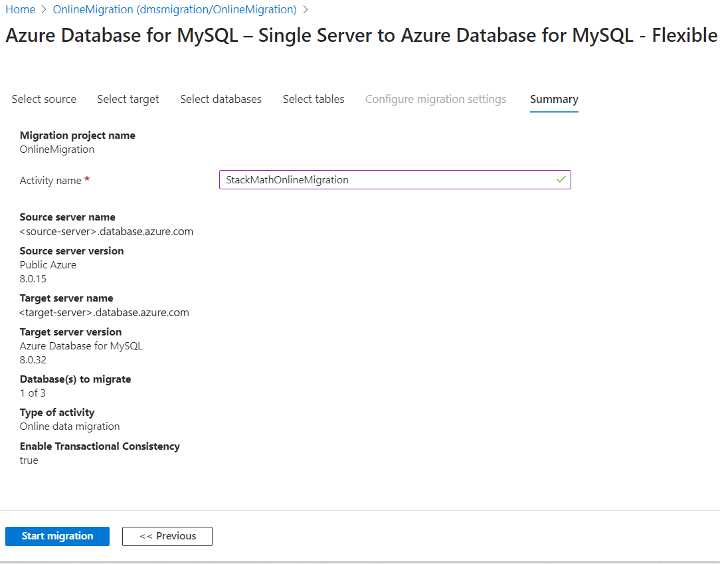 Home > OnlineMigration (dmsmigration/OnlineMigration) >
Azure Database for MySQL – Single Server to Azure Database for MySQL - Flexible
Select source Select target Select databases Select tables Configure migration settings Summary
Migration project name
OnlineMigration
Activity name * StackMathOnlineMigration
Source server name
<source-server>.database.azure.com
Source server version
Public Azure
8.0.15
Target server name
<target-server>.database.azure.com
Target server version
Azure Database for MySQL
8.0.32
Database(s) to migrate
1 of 3
Type of activity
Online data migration
Enable Transactional Consistency
true
Start migration << Previous